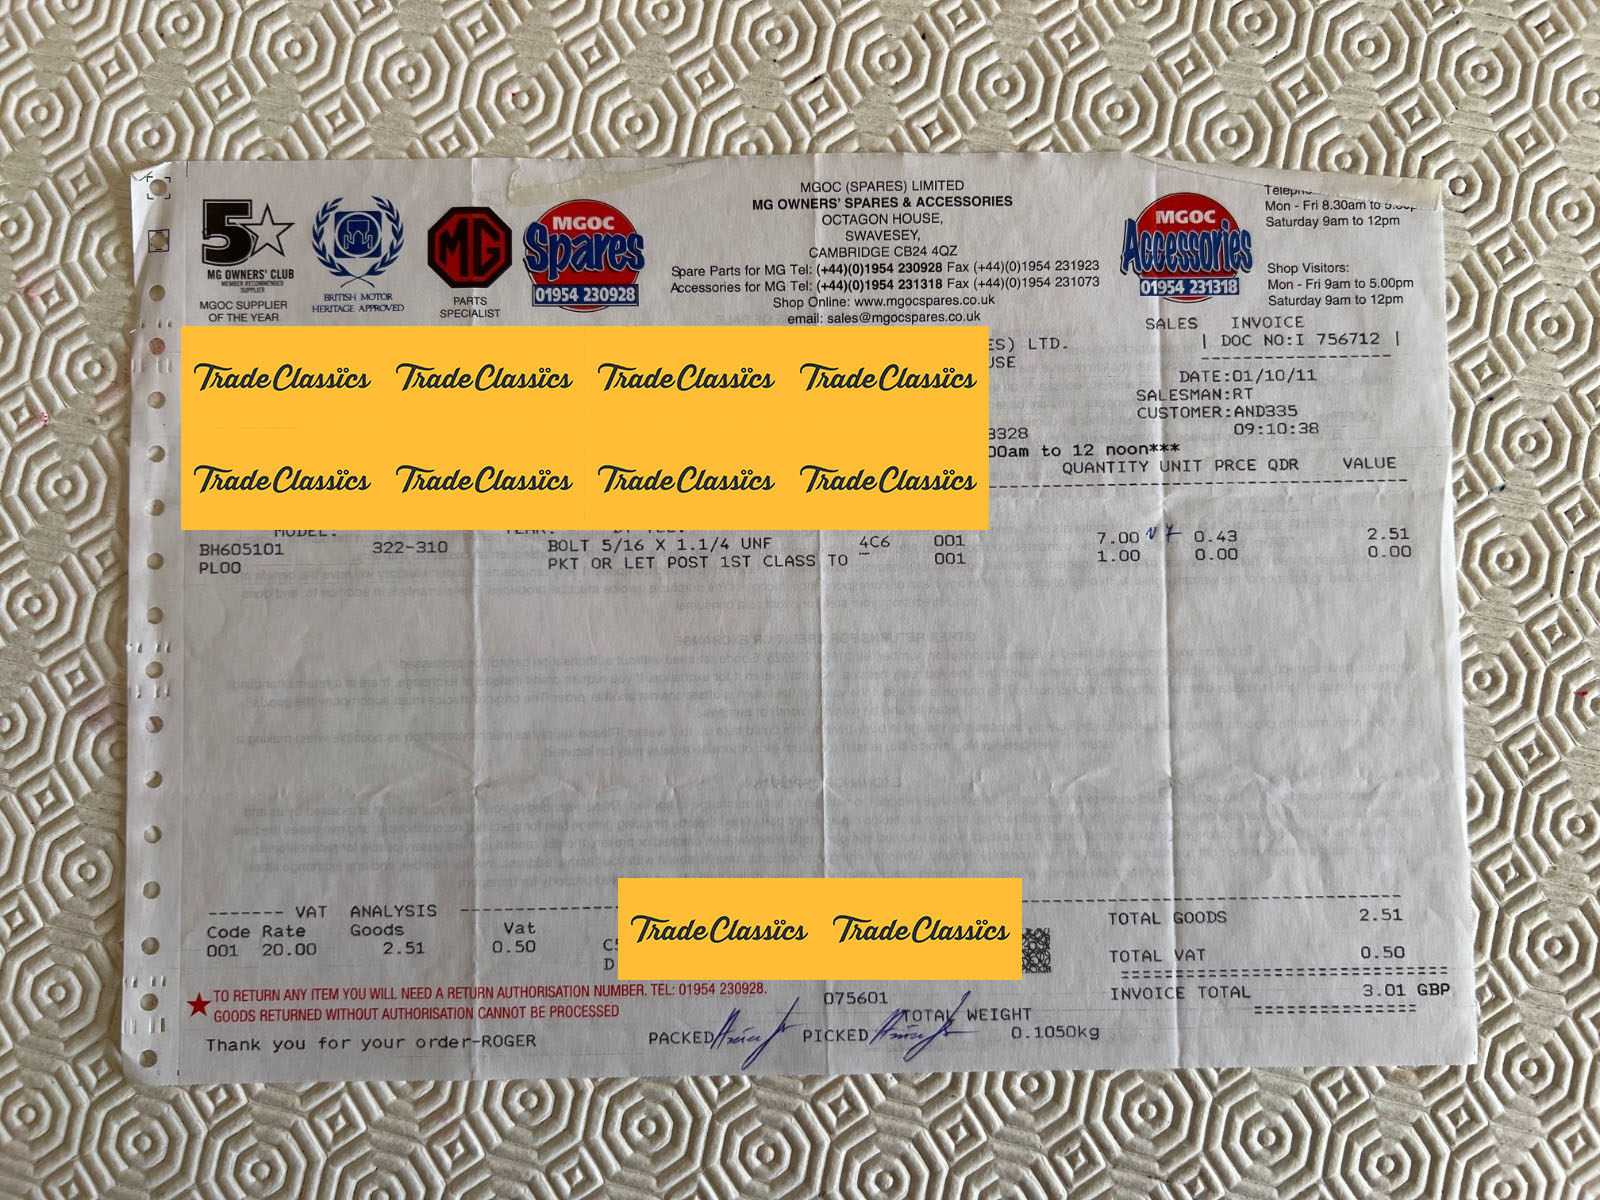 5
MG OWNERS' CLUB
MEMBER RECOMMENDED
SUPPLIER
MGOC SUPPLIER
OF THE YEAR
BRITISH MOTOR
HERITAGE APPROVED
MG
PARTS
SPECIALIST
MGOC
Spares
01954 230928
MGOC (SPARES) LIMITED
MG OWNERS' SPARES & ACCESSORIES
OCTAGON HOUSE,
SWAVESEY,
CAMBRIDGE CB24 4QZ
Spare Parts for MG Tel: (+44)(0)1954 230928 Fax (+44)(0)1954 231923
Accessories for MG Tel: (+44)(0)1954 231318 Fax (+44)(0)1954 231073
Shop Online: www.mgocspares.co.uk
email: sales@mgocspares.co.uk
MGOC
Accessories
01954 231318
Mon - Fri 8.30am to
Saturday 9am to 12pm
Shop Visitors:
Mon - Fri 9am to 5.00pm
Saturday 9am to 12pm
SALES INVOICE
ES) LTD. | DOC NO:I 756712 |
USE
Trade Classics Trade Classics Trade Classics Trade Classics
DATE:01/10/11
SALESMAN:RT
CUSTOMER:AND335
3328 09:10:38
00am to 12 noon***
QUANTITY UNIT PRCE QDR VALUE
Trade Classics Trade Classics Trade Classics Trade Classics
MODEL:
BH605101 322-310 BOLT 5/16 X 1.1/4 UNF 4C6 001 7.00 0.43 2.51
PL00 PKT OR LET POST 1ST CLASS TO 001 1.00 0.00 0.00
------- VAT ANALYSIS
Code Rate Goods Vat
001 20.00 2.51 0.50
Trade Classics Trade Classics
TOTAL GOODS 2.51
TOTAL VAT 0.50
INVOICE TOTAL 3.01 GBP
TO RETURN ANY ITEM YOU WILL NEED A RETURN AUTHORISATION NUMBER. TEL: 01954 230928.
GOODS RETURNED WITHOUT AUTHORISATION CANNOT BE PROCESSED
075601
TOTAL WEIGHT
Thank you for your order-ROGER PACKED PICKED 0.1050kg